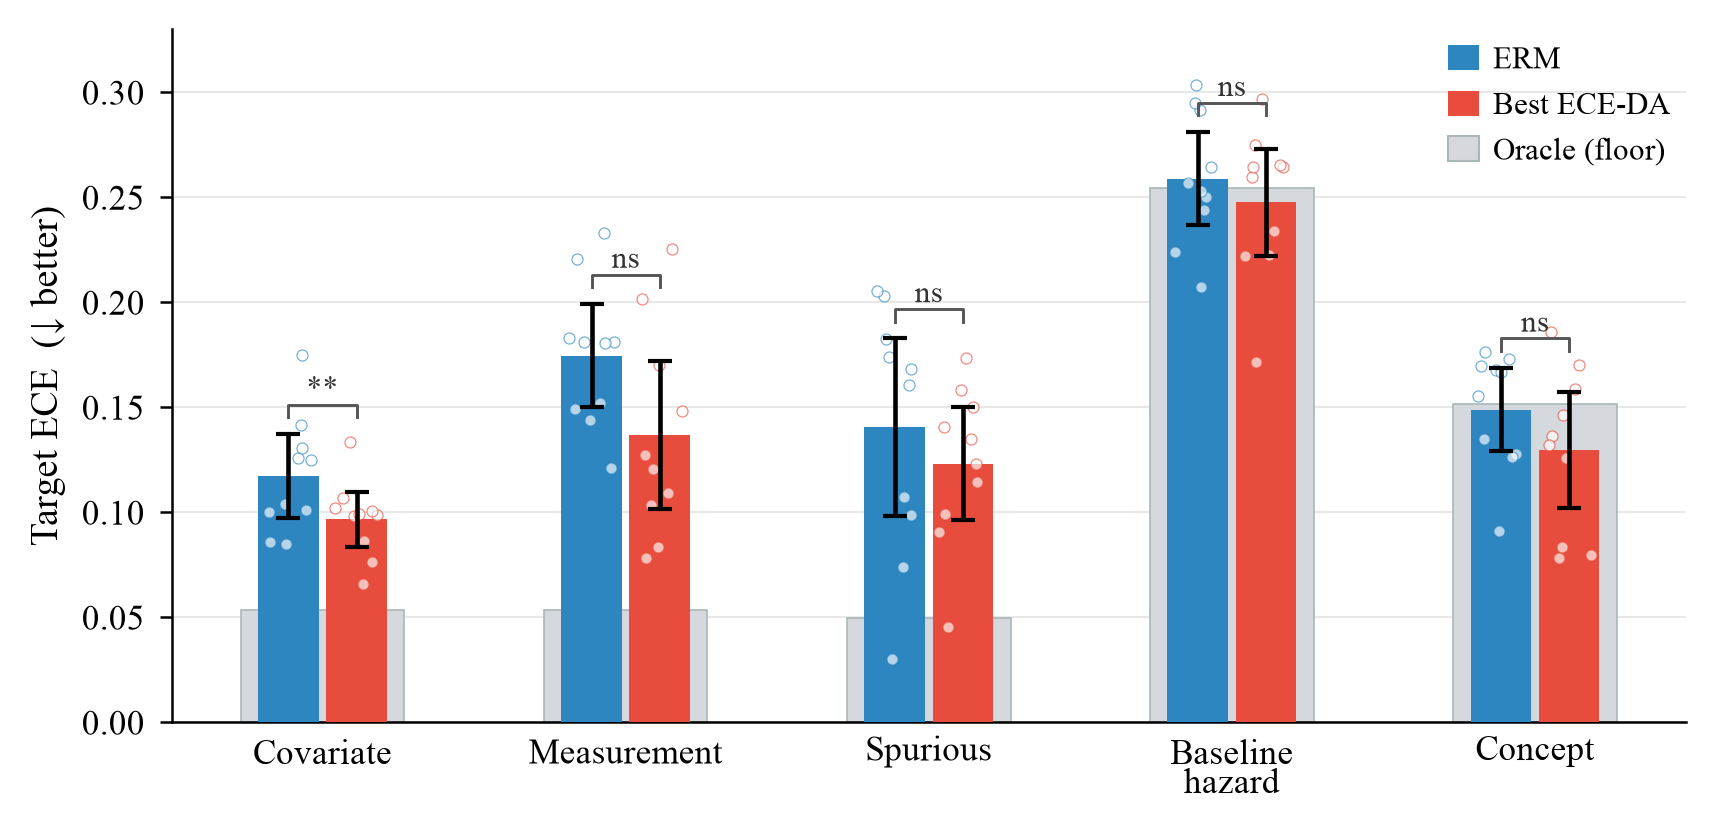 ERM
Best ECE-DA
Oracle (floor)
Target ECE (↓ better)
0.30
0.25
0.20
0.15
0.10
0.05
0.00
**
ns
ns
ns
ns
Covariate
Measurement
Spurious
Baseline
hazard
Concept